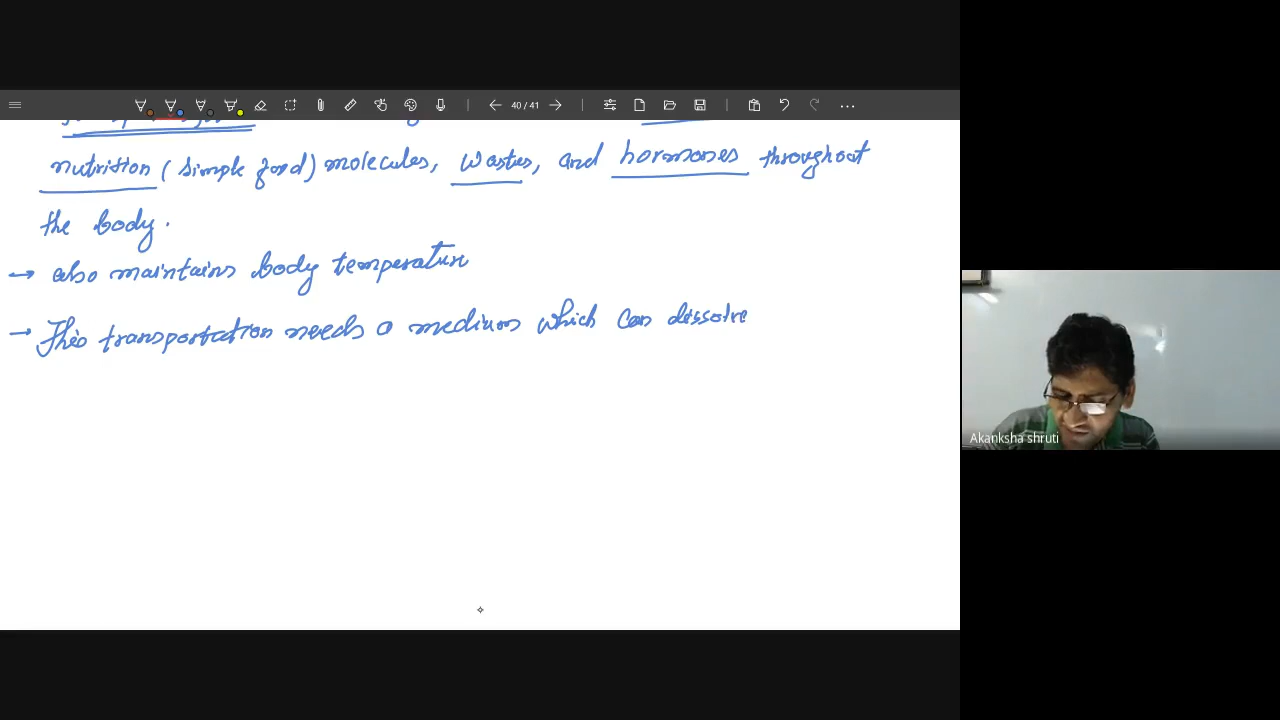 40 / 41
nutrition ( simple food) molecules, wastes, and hormones throughout
the body.
→ also maintains body temperature
→ This transportation needs a medium which can dissolve
Akanksha shruti